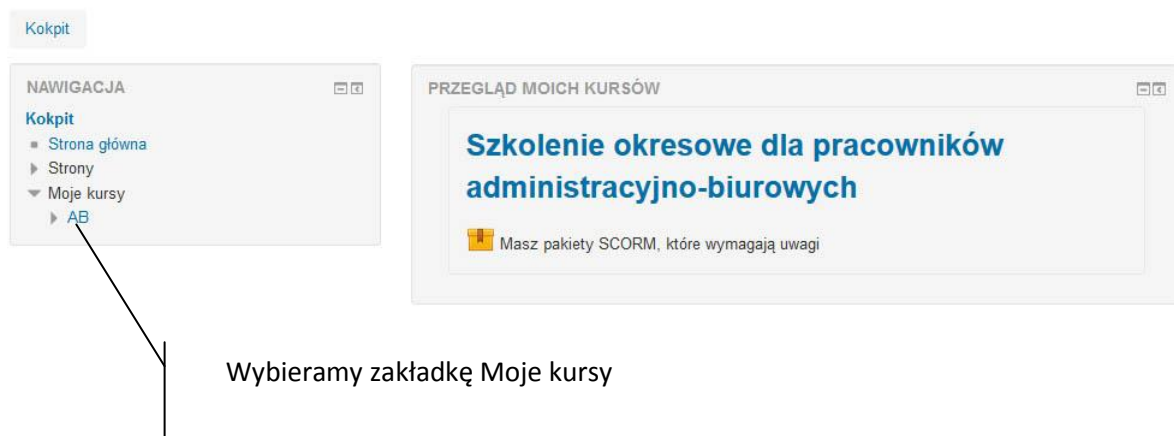 Kokpit
NAWIGACJA
Kokpit
Strona główna
Strony
Moje kursy
AB
PRZEGLĄD MOICH KURSÓW
Szkolenie okresowe dla pracowników
administracyjno-biurowych
Masz pakiety SCORM, które wymagają uwagi
Wybieramy zakładkę Moje kursy